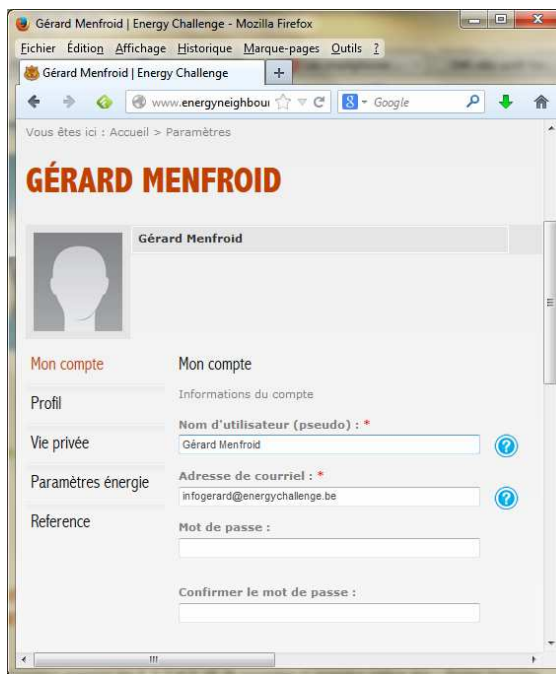 Gérard Menfroid | Energy Challenge - Mozilla Firefox
Fichier Édition Affichage Historique Marque-pages Outils ?
Gérard Menfroid | Energy Challenge +
www.energyneighbour Google
Vous êtes ici : Accueil > Paramètres
GÉRARD MENFROID
Gérard Menfroid
Mon compte
Profil
Vie privée
Paramètres énergie
Reference
Mon compte
Informations du compte
Nom d'utilisateur (pseudo) : *
Gérard Menfroid
Adresse de courriel : *
infogerard@energychallenge.be
Mot de passe :
Confirmer le mot de passe :